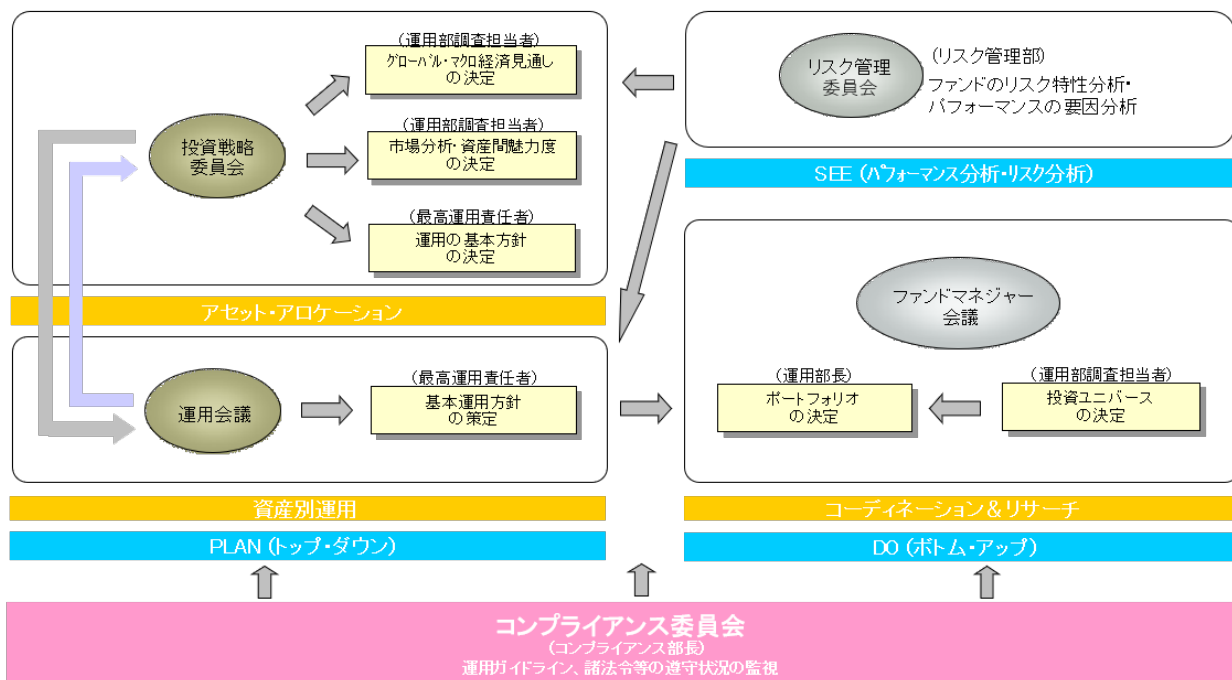 (運用部調査担当者)
グローバル・マクロ経済見通し
の決定
投資戦略
委員会
(運用部調査担当者)
市場分析・資産間魅力度
の決定
(最高運用責任者)
運用の基本方針
の決定
アセット・アロケーション
リスク管理
委員会
(リスク管理部)
ファンドのリスク特性分析・
パフォーマンスの要因分析
SEE (パフォーマンス分析・リスク分析)
運用会議
(最高運用責任者)
基本運用方針
の策定
資産別運用
PLAN (トップ・ダウン)
ファンドマネジャー
会議
(運用部長)
ポートフォリオ
の決定
(運用部調査担当者)
投資ユニバース
の決定
コーディネーション&リサーチ
DO (ボトム・アップ)
コンプライアンス委員会
(コンプライアンス部長)
運用ガイドライン、諸法令等の遵守状況の監視